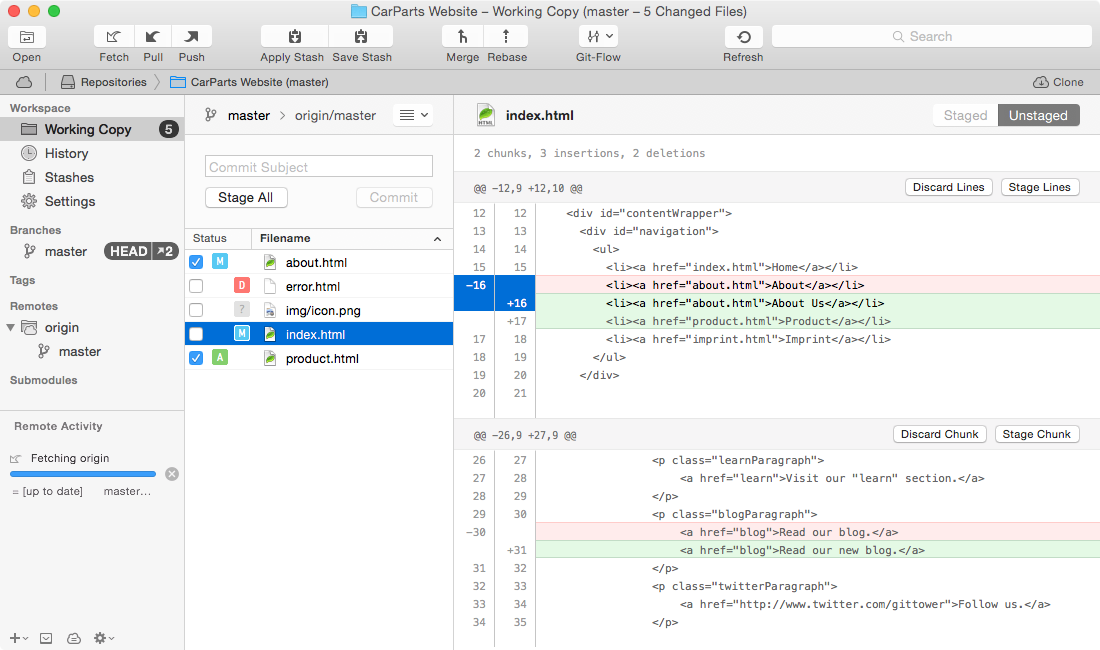 CarParts Website – Working Copy (master – 5 Changed Files)
Open
Fetch
Pull
Push
Apply Stash
Save Stash
Merge
Rebase
Git-Flow
Refresh
Search
Repositories
CarParts Website (master)
Clone
Workspace
Working Copy 5
History
Stashes
Settings
Branches
master HEAD ↗2
Tags
Remotes
origin
master
Submodules
Remote Activity
Fetching origin
= [up to date] master...
master > origin/master
Commit Subject
Stage All
Commit
Status Filename
M about.html
D error.html
? img/icon.png
M index.html
A product.html
HTML
index.html
Staged Unstaged
2 chunks, 3 insertions, 2 deletions
@@ -12,9 +12,10 @@
Discard Lines Stage Lines
12 12 <div id="contentWrapper">
13 13 <div id="navigation">
14 14 <ul>
15 15 <li><a href="index.html">Home</a></li>
-16 <li><a href="about.html">About</a></li>
+16 <li><a href="about.html">About Us</a></li>
+17 <li><a href="product.html">Product</a></li>
17 18 <li><a href="imprint.html">Imprint</a></li>
18 19 </ul>
19 20 </div>
20 21
@@ -26,9 +27,9 @@
Discard Chunk Stage Chunk
26 27 <p class="learnParagraph">
27 28 <a href="learn">Visit our "learn" section.</a>
28 29 </p>
29 30 <p class="blogParagraph">
-30 <a href="blog">Read our blog.</a>
+31 <a href="blog">Read our new blog.</a>
31 32 </p>
32 33 <p class="twitterParagraph">
33 34 <a href="http://www.twitter.com/gittower">Follow us.</a>
34 35 </p>